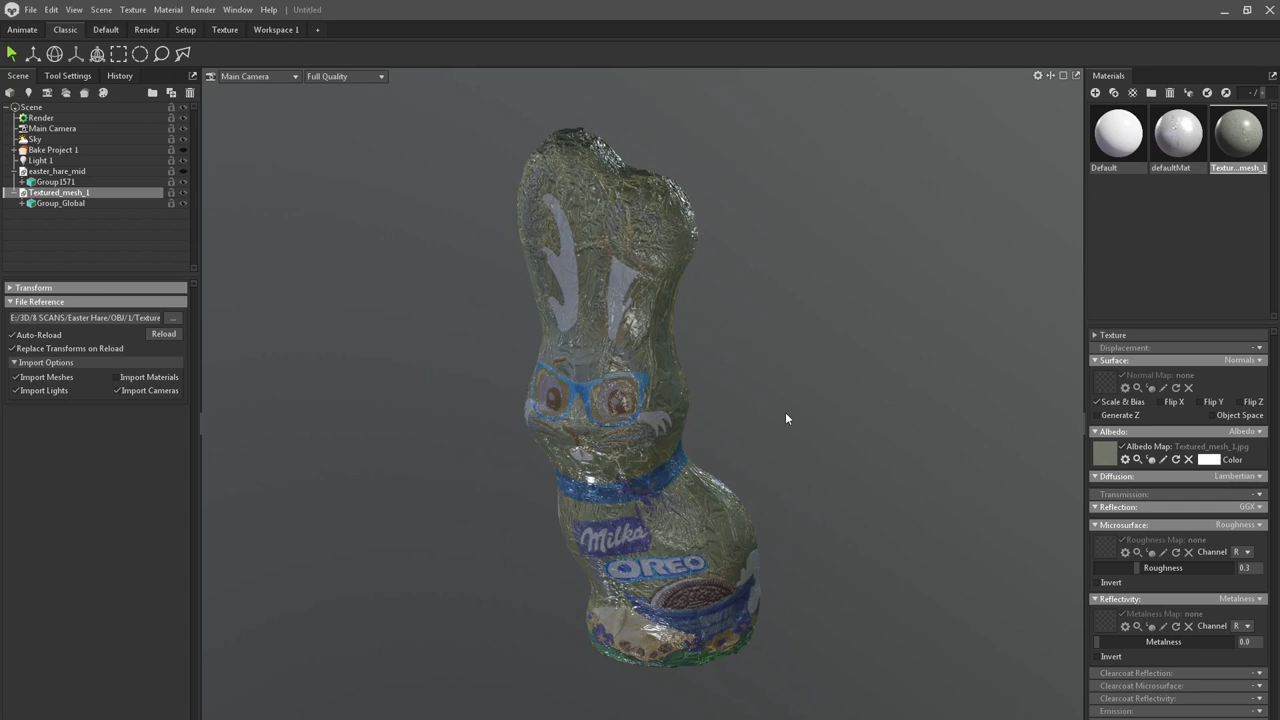 File Edit View Scene Texture Material Render Window Help Untitled
Animate Classic Default Render Setup Texture Workspace 1 +
Scene Tool Settings History
Main Camera Full Quality
Materials
Scene
Render
Main Camera
Sky
Bake Project 1
Light 1
easter_hare_mid
Group1571
Textured_mesh_1
Group_Global
Transform
File Reference
E:/3D/8 SCANS/Easter Hare/OBJ/1/Texture ...
Auto-Reload Reload
Replace Transforms on Reload
Import Options
Import Meshes Import Materials
Import Lights Import Cameras
Milka
OREO
- /
Default defaultMat Textur...mesh_1
Texture
Displacement: -
Surface: Normals
Normal Map: none
Scale & Bias Flip X Flip Y Flip Z
Generate Z Object Space
Albedo: Albedo
Albedo Map: Textured_mesh_1.jpg
Color
Diffusion: Lambertian
Transmission: -
Reflection: GGX
Microsurface: Roughness
Roughness Map: none
Channel R
Roughness 0.3
Invert
Reflectivity: Metalness
Metalness Map: none
Channel R
Metalness 0.0
Invert
Clearcoat Reflection: -
Clearcoat Microsurface: -
Clearcoat Reflectivity: -
Emission: -